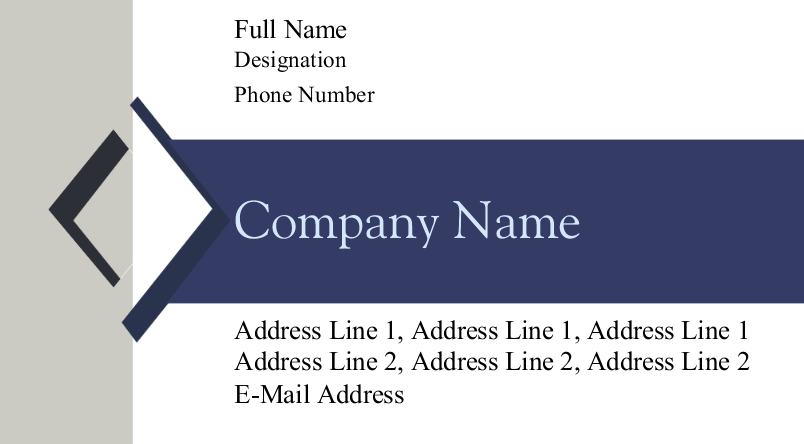 Full Name
Designation
Phone Number
Company Name
Address Line 1, Address Line 1, Address Line 1
Address Line 2, Address Line 2, Address Line 2
E-Mail Address